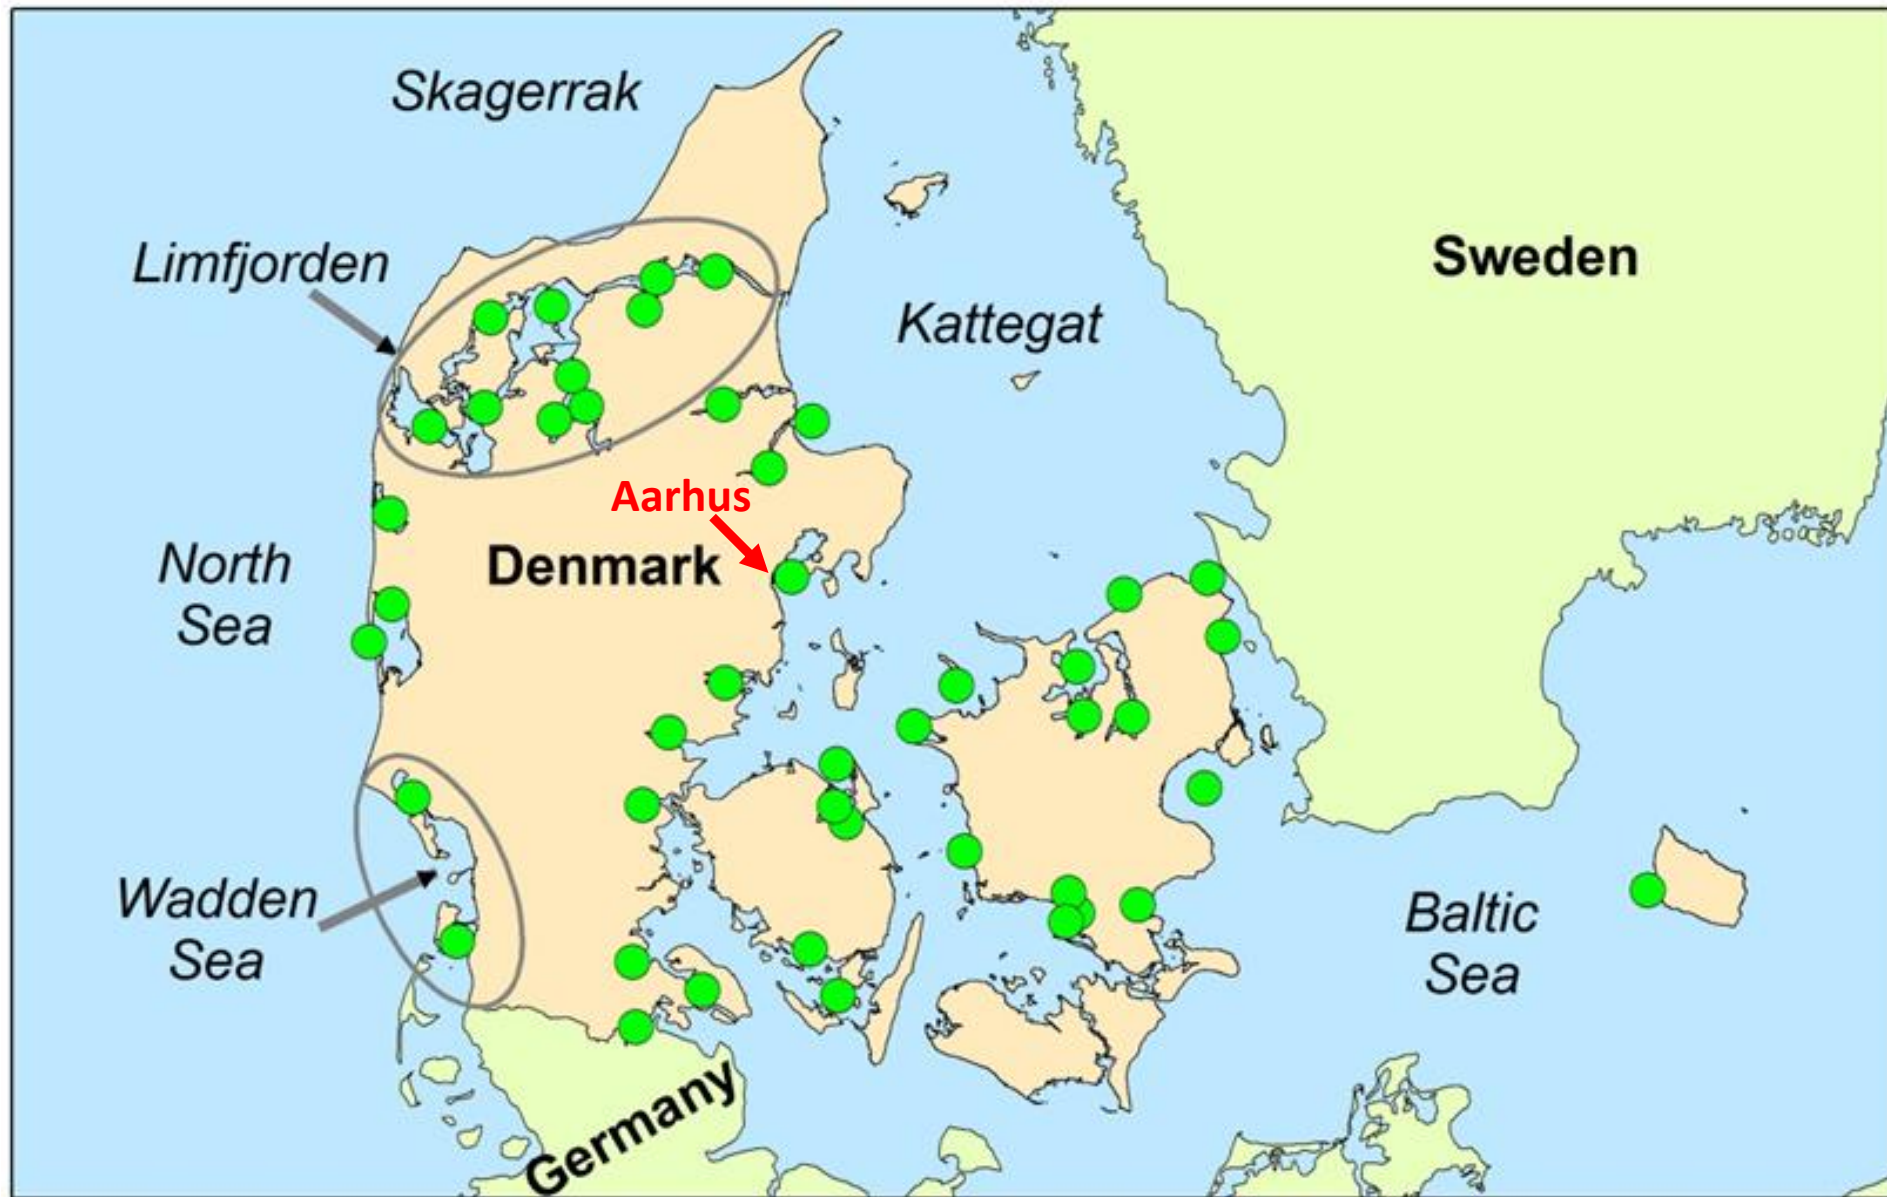 Skagerrak
Limfjorden
Sweden
Kattegat
Aarhus
North
Sea
Denmark
Wadden
Sea
Baltic
Sea
Germany